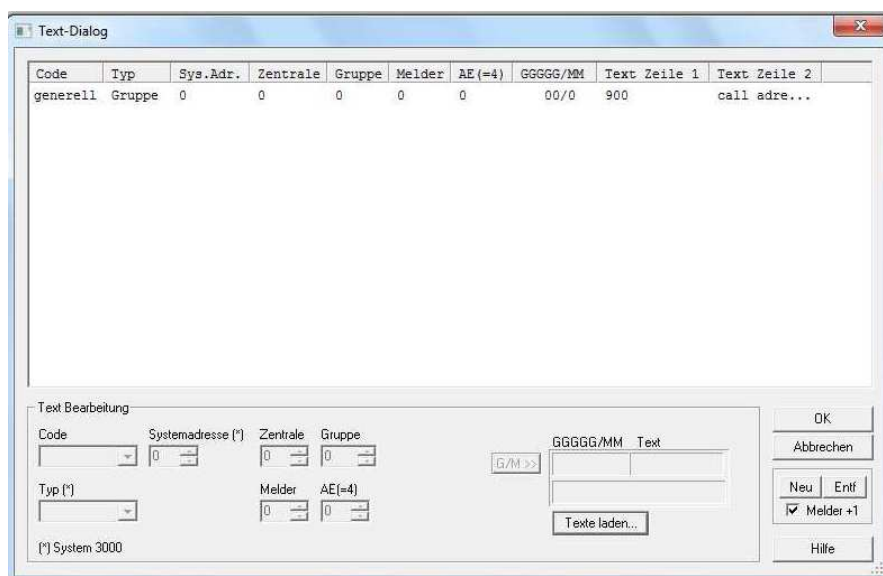 Text-Dialog
Code Typ Sys.Adr. Zentrale Gruppe Melder AE(=4) GGGGG/MM Text Zeile 1 Text Zeile 2
generell Gruppe 0 0 0 0 0 00/0 900 call adre...
Text Bearbeitung
Code Systemadresse (*) Zentrale Gruppe
0 0 0
GGGGG/MM Text
G/M >>
Typ (*) Melder AE(=4)
0 0
Texte laden...
(*) System 3000
OK
Abbrechen
Neu Entf
Melder +1
Hilfe